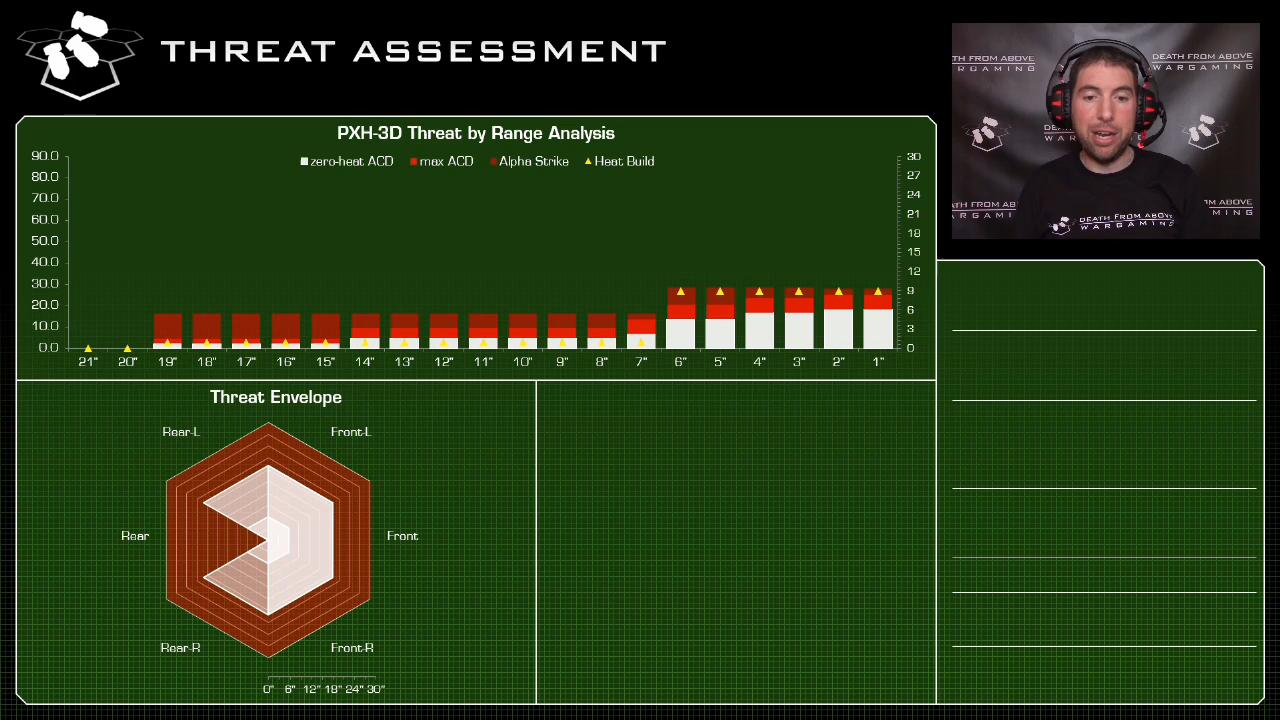 THREAT ASSESSMENT
PXH-3D Threat by Range Analysis
zero-heat ACD max ACD Alpha Strike Heat Build
90.0
80.0
70.0
60.0
50.0
40.0
30.0
20.0
10.0
0.0
30
27
24
21
18
15
12
9
6
3
0
21" 20" 19" 18" 17" 16" 15" 14" 13" 12" 11" 10" 9" 8" 7" 6" 5" 4" 3" 2" 1"
Threat Envelope
Rear-L Front-L
Rear Front
Rear-R Front-R
0" 6" 12" 18" 24" 30"
DEATH FROM ABOVE
WARGAMING
DEATH FROM ABOVE
WARGAMING